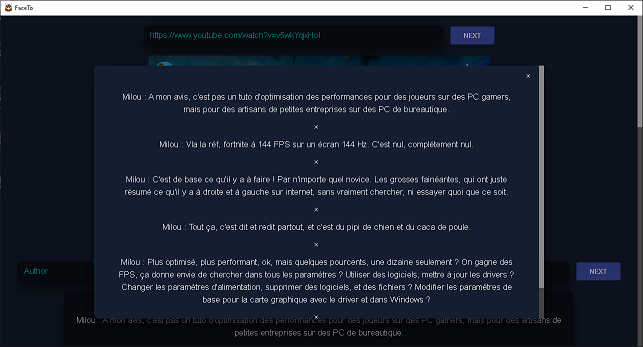 FaceTo
https://www.youtube.com/watch?v=v5wkYqjxHoI
NEXT
×
Milou : A mon avis, c'est pas un tuto d'optimisation des performances pour des joueurs sur des PC gamers,
mais pour des artisans de petites entreprises sur des PC de bureautique.
×
Milou : Vla la réf, fortnite à 144 FPS sur un écran 144 Hz. C'est nul, complètement nul.
×
Milou : C'est de base ce qu'il y a à faire ! Par n'importe quel novice. Les grosses fainéantes, qui ont juste
résumé ce qu'il y a à droite et à gauche sur internet, sans vraiment chercher, ni essayer quoi que ce soit.
×
Milou : Tout ça, c'est dit et redit partout, et c'est du pipi de chien et du caca de poule.
×
Milou : Plus optimisé, plus performant, ok, mais quelques pourcents, une dizaine seulement ? On gagne des
FPS, ça donne envie de chercher dans tous les paramètres ? Utiliser des logiciels, mettre à jour les drivers ?
Changer les paramètres d'alimentation, supprimer des logiciels, et des fichiers ? Modifier les paramètres de
base pour la carte graphique avec le driver et dans Windows ?
×
Author
NEXT
Milou : A mon avis, c'est pas un tuto d'optimisation des performances pour des joueurs sur des PC gamers, mais pour des artisans de
petites entreprises sur des PC de bureautique.